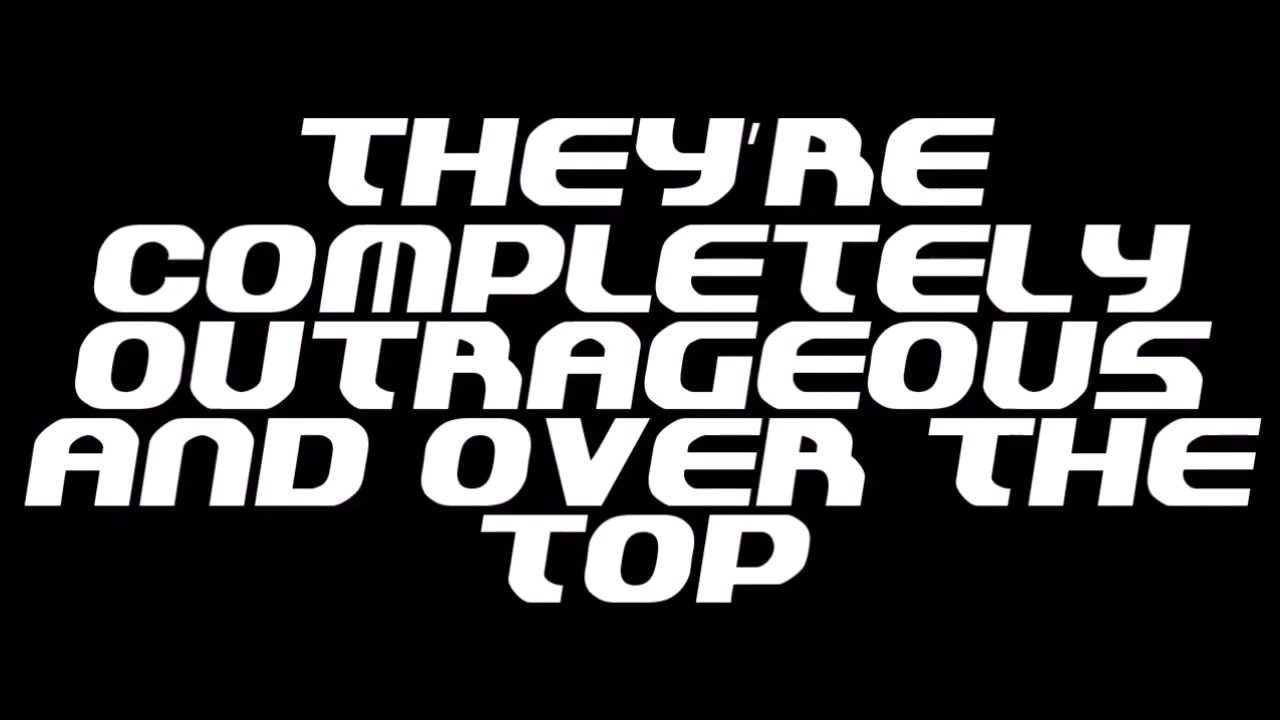 THEY'RE
COMPLETELY
OUTRAGEOUS
AND OVER THE
TOP